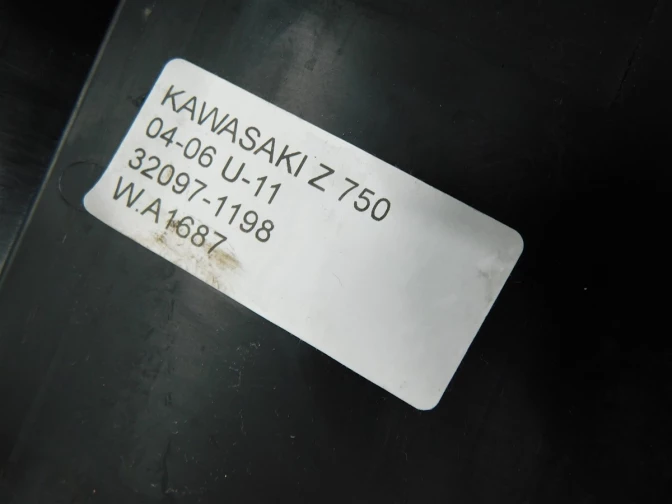 KAWASAKI Z 750
04-06 U-11
32097-1198
W.A1687